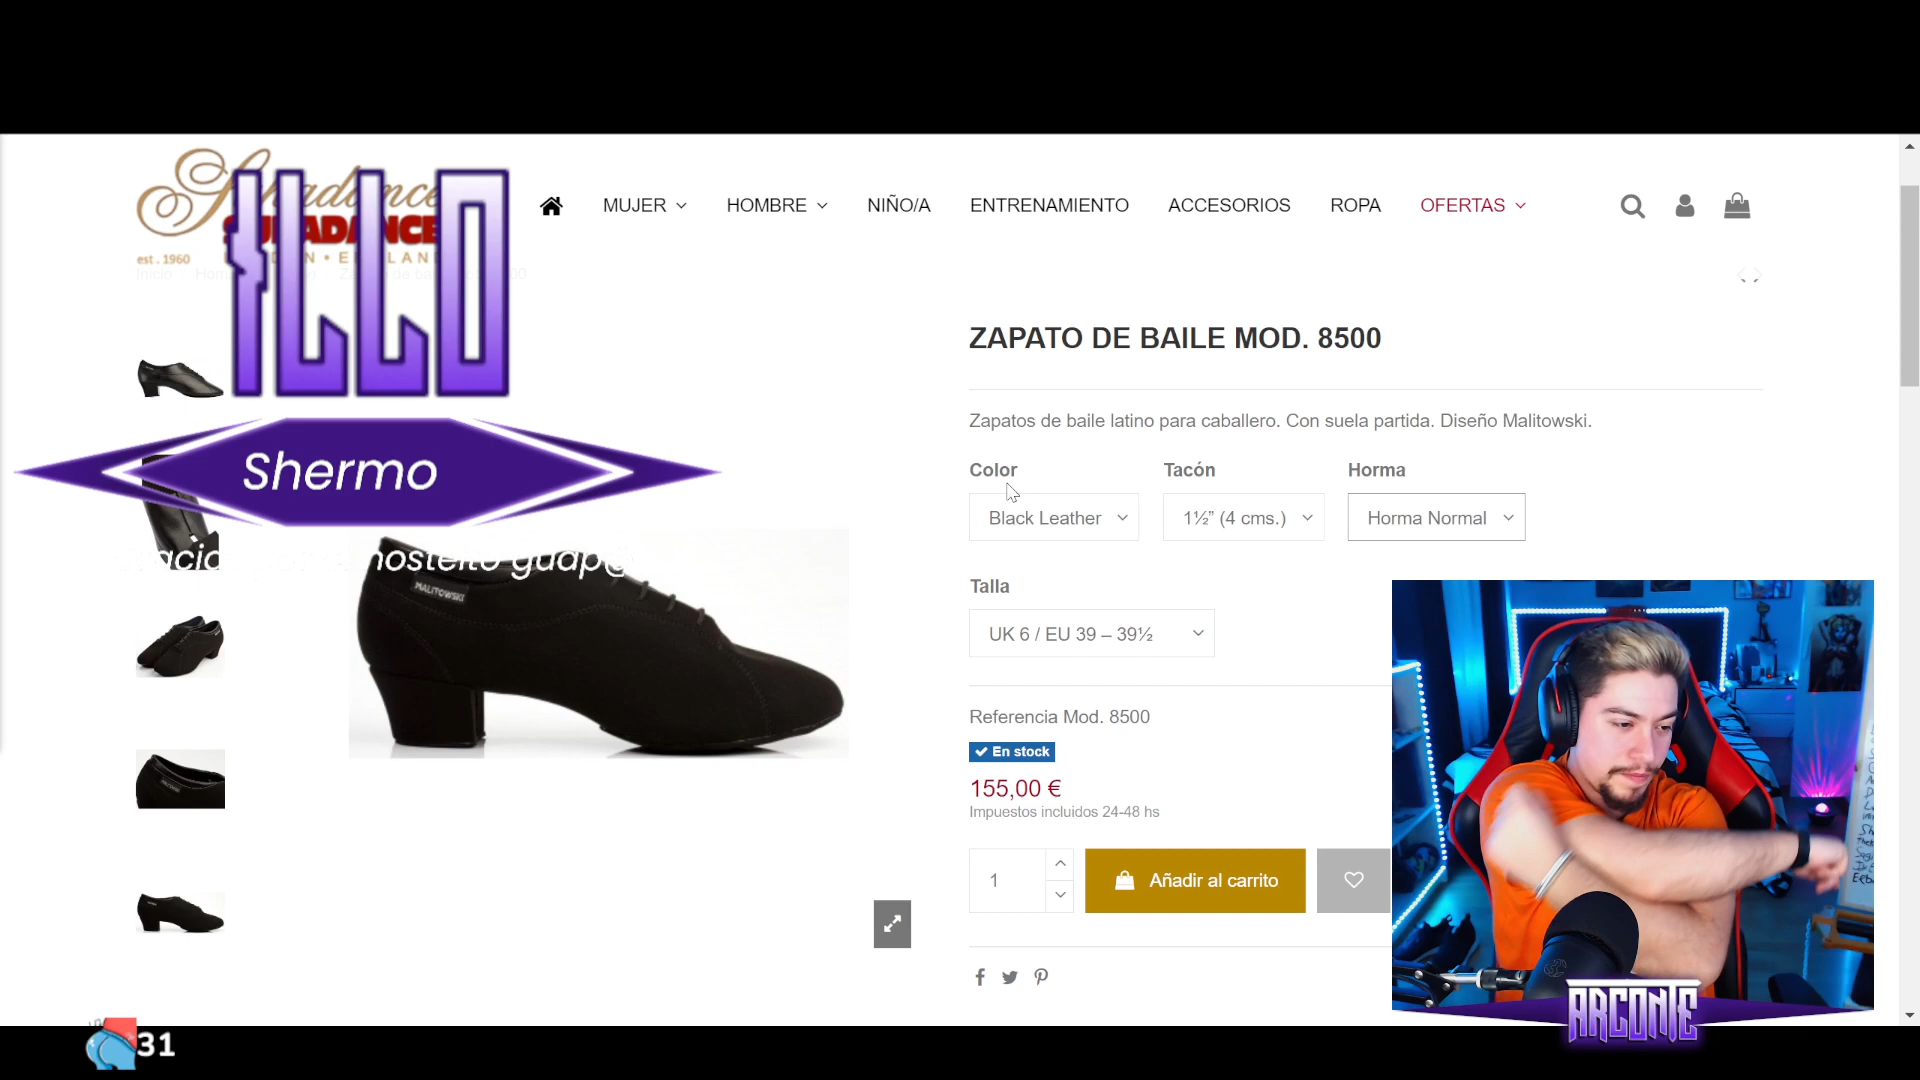 ILLO
est . 1960
MUJER
HOMBRE
NIÑO/A
ENTRENAMIENTO
ACCESORIOS
ROPA
OFERTAS
Inicio
ZAPATO DE BAILE MOD. 8500
Zapatos de baile latino para caballero. Con suela partida. Diseño Malitowski.
Shermo
Color
Tacón
Horma
Black Leather
1½” (4 cms.)
Horma Normal
guap@
MALITOWSKI
Talla
UK 6 / EU 39 – 39½
Referencia Mod. 8500
En stock
155,00 €
Impuestos incluidos 24-48 hs
1
Añadir al carrito
ARCONTE
31